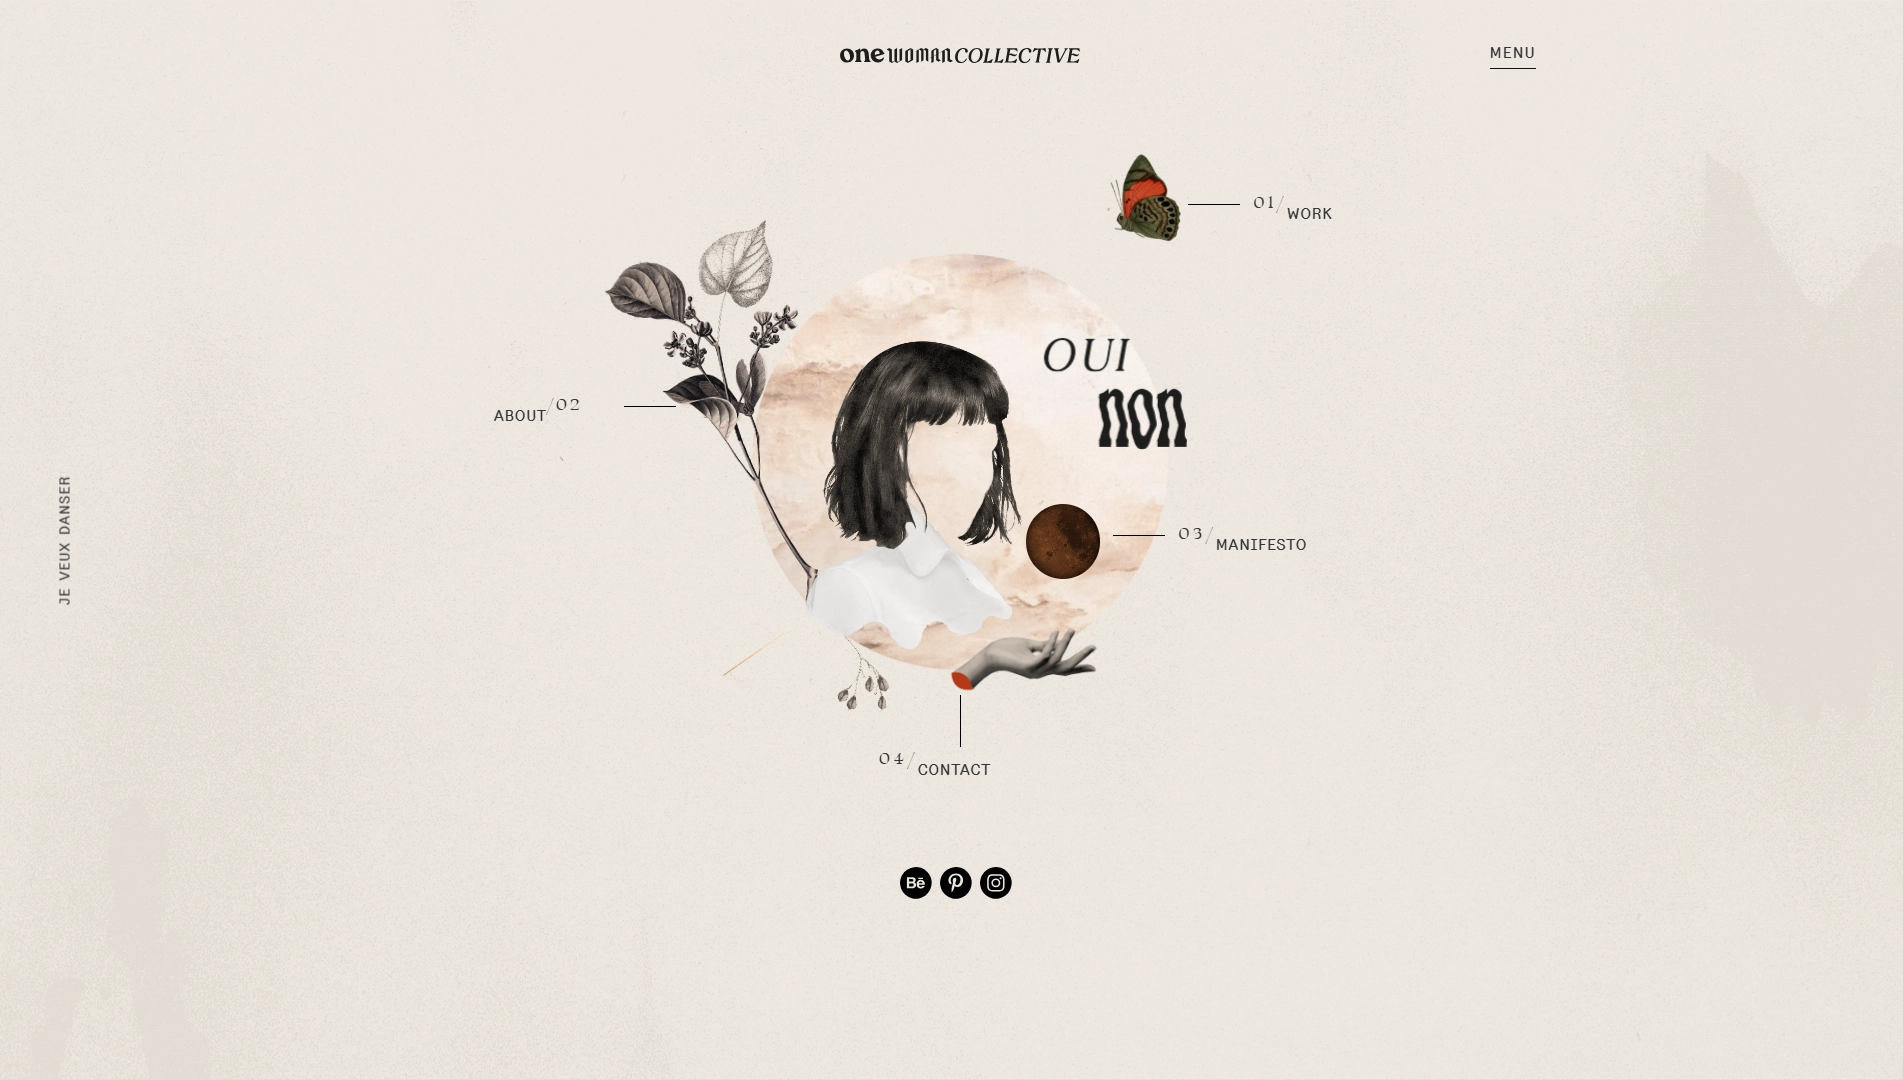 one WOMAN COLLECTIVE
MENU
01/ WORK
OUI
non
ABOUT /02
03/ MANIFESTO
JE VEUX DANSER
04/ CONTACT
Bē